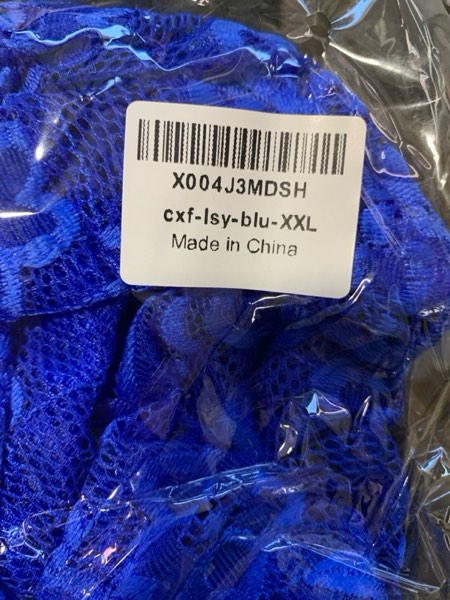 X004J3MDSH
cxf-lsy-blu-XXL
Made in China